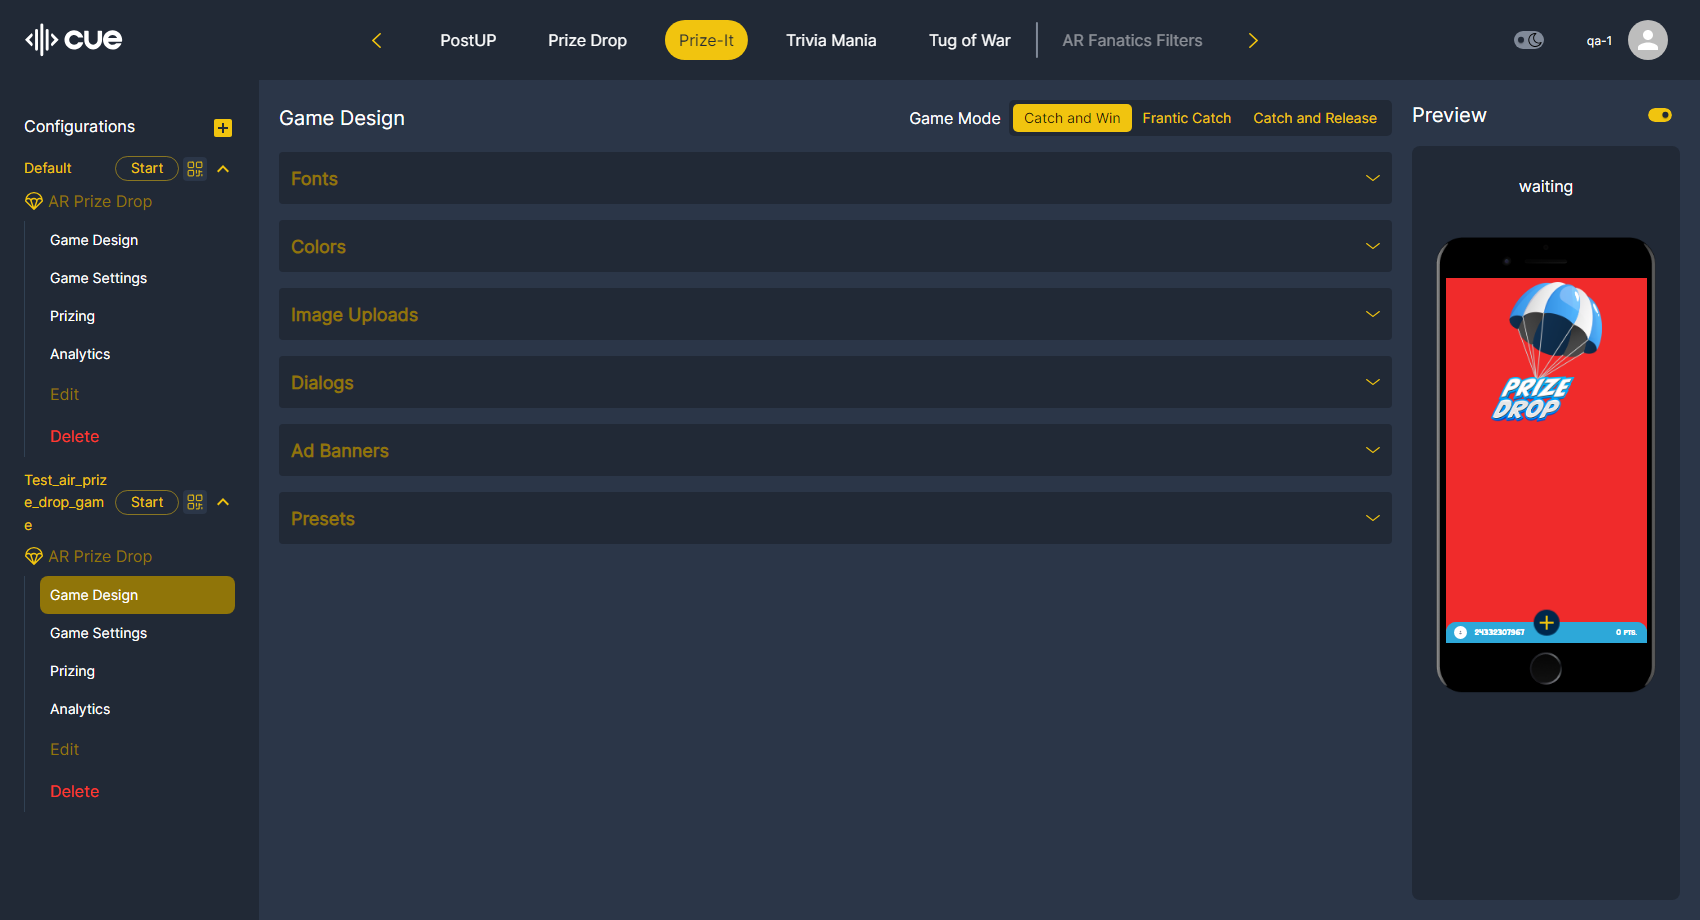 cue
PostUP
Prize Drop
Prize-It
Trivia Mania
Tug of War
AR Fanatics Filters
qa-1
Configurations
Default
Start
AR Prize Drop
Game Design
Game Settings
Prizing
Analytics
Edit
Delete
Test_air_priz
e_drop_gam
e
Start
AR Prize Drop
Game Design
Game Settings
Prizing
Analytics
Edit
Delete
Game Design
Game Mode
Catch and Win
Frantic Catch
Catch and Release
Fonts
Colors
Image Uploads
Dialogs
Ad Banners
Presets
Preview
waiting
PRIZE
DROP
24332307967
0 PTS.